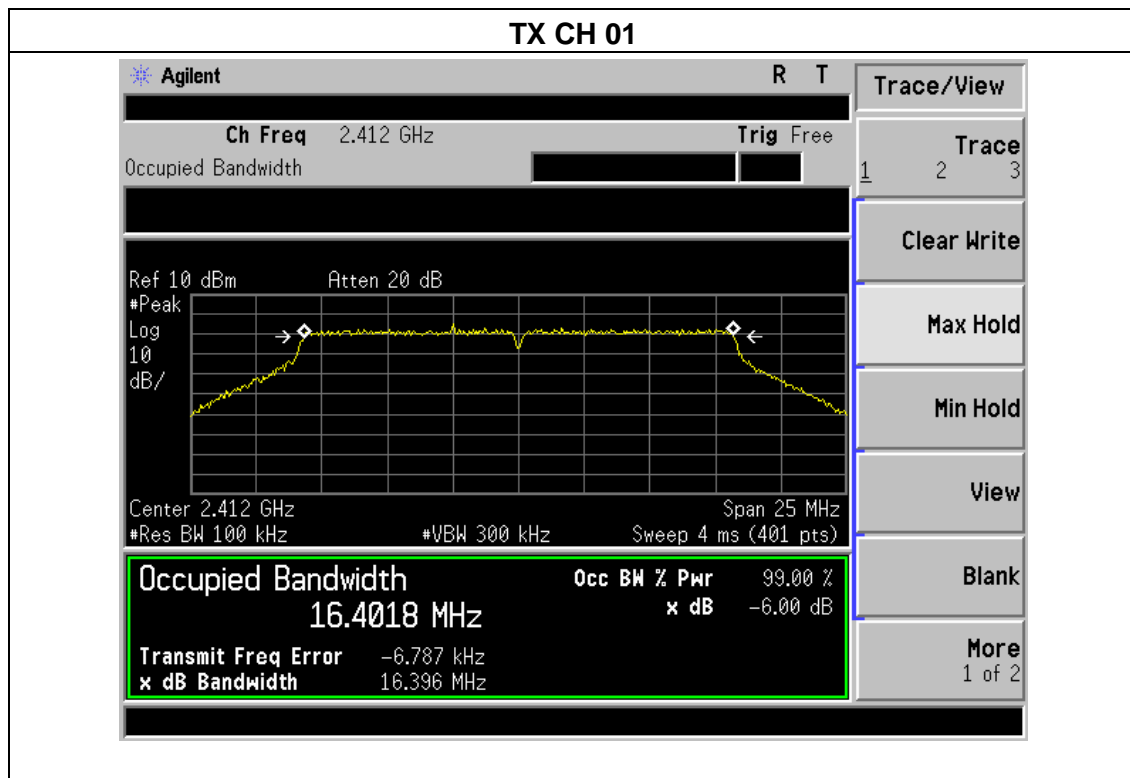 TX CH 01
Agilent R T
Trace/View
Ch Freq 2.412 GHz Trig Free
Occupied Bandwidth
Trace
1 2 3
Clear Write
Ref 10 dBm Atten 20 dB
#Peak
Log
10
dB/
Max Hold
Min Hold
View
Center 2.412 GHz Span 25 MHz
#Res BW 100 kHz #VBW 300 kHz Sweep 4 ms (401 pts)
Occupied Bandwidth Occ BW % Pwr 99.00 %
16.4018 MHz x dB -6.00 dB
Blank
Transmit Freq Error -6.787 kHz
x dB Bandwidth 16.396 MHz
More
1 of 2